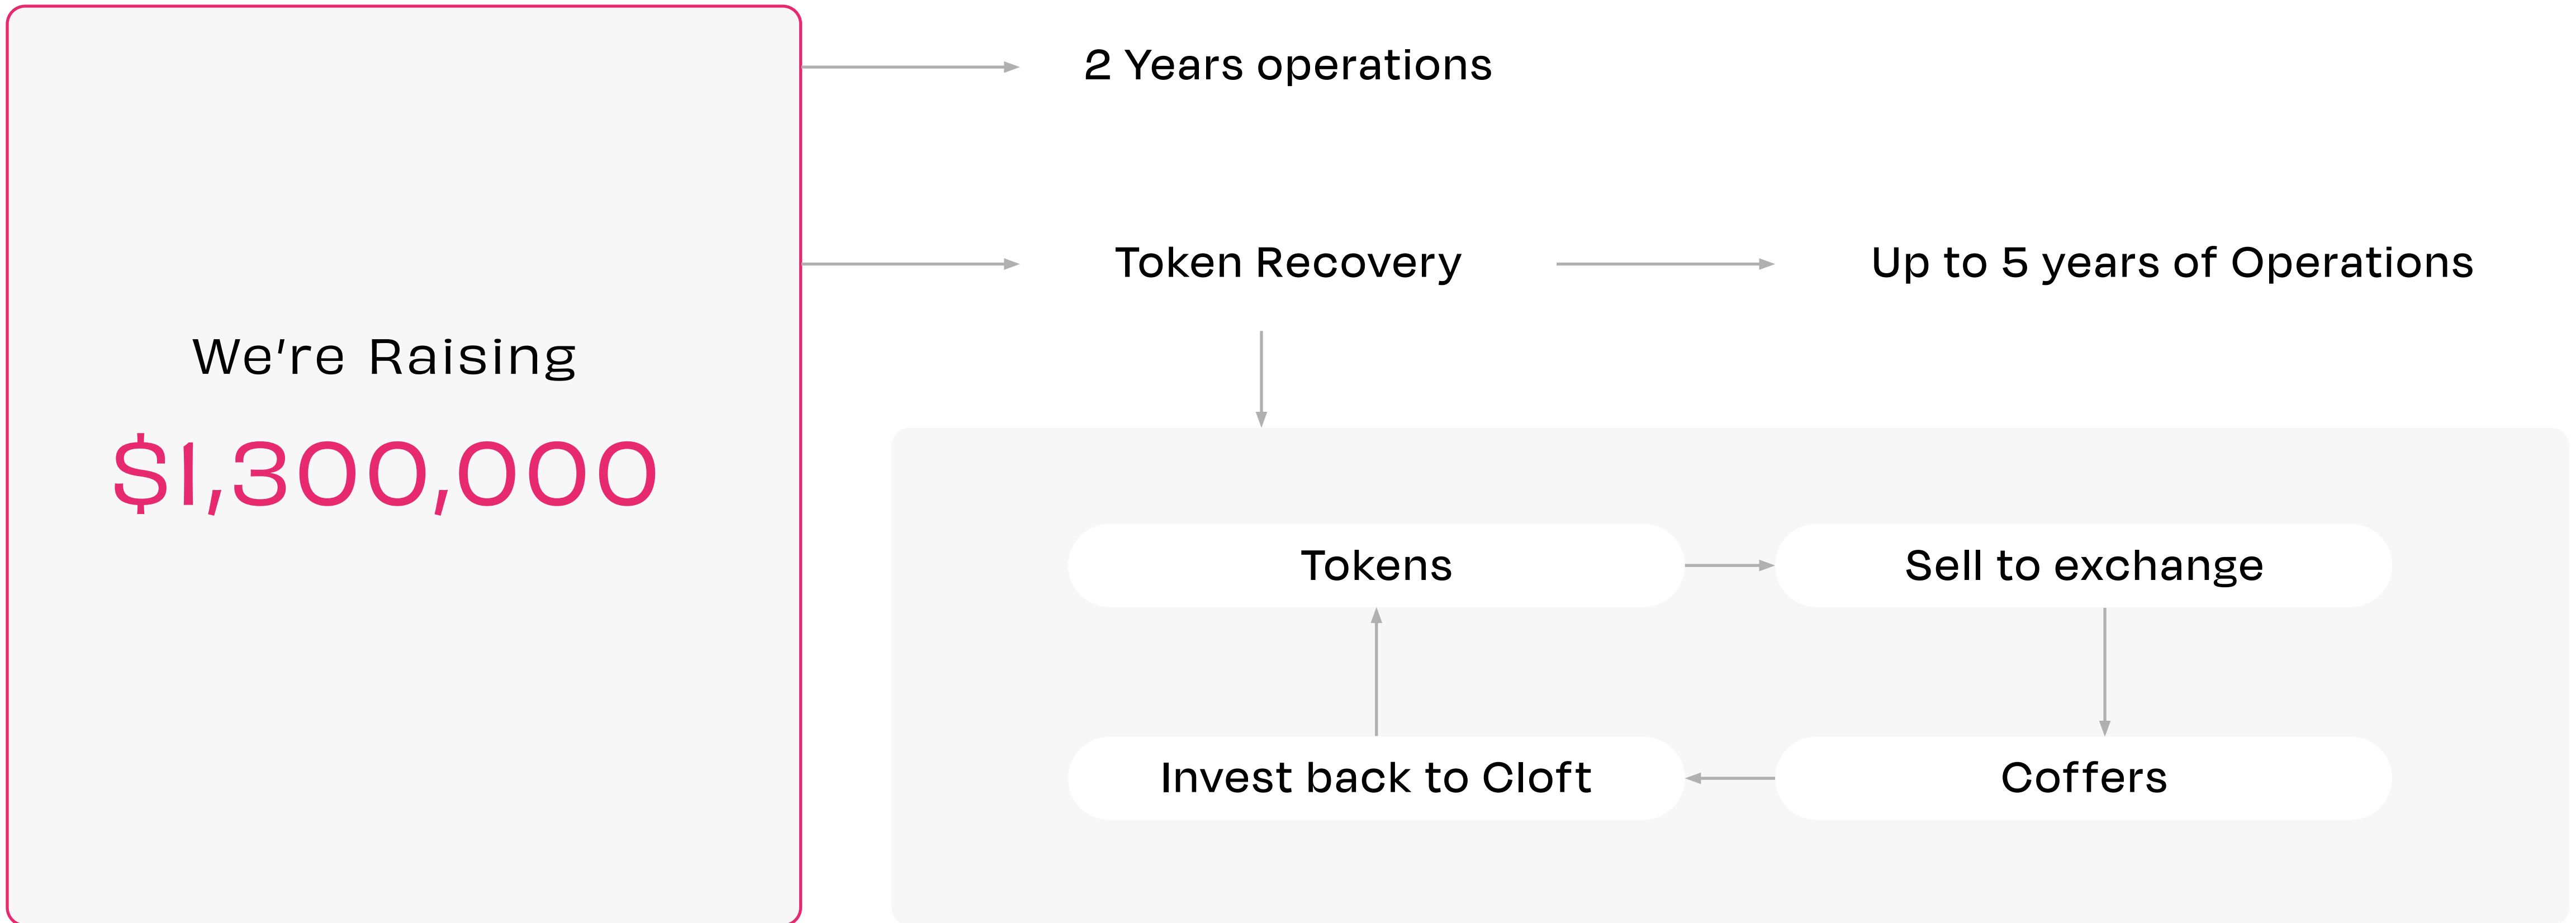 We're Raising
$1,300,000
2 Years operations
Token Recovery
Up to 5 years of Operations
Tokens
Sell to exchange
Invest back to Cloft
Coffers